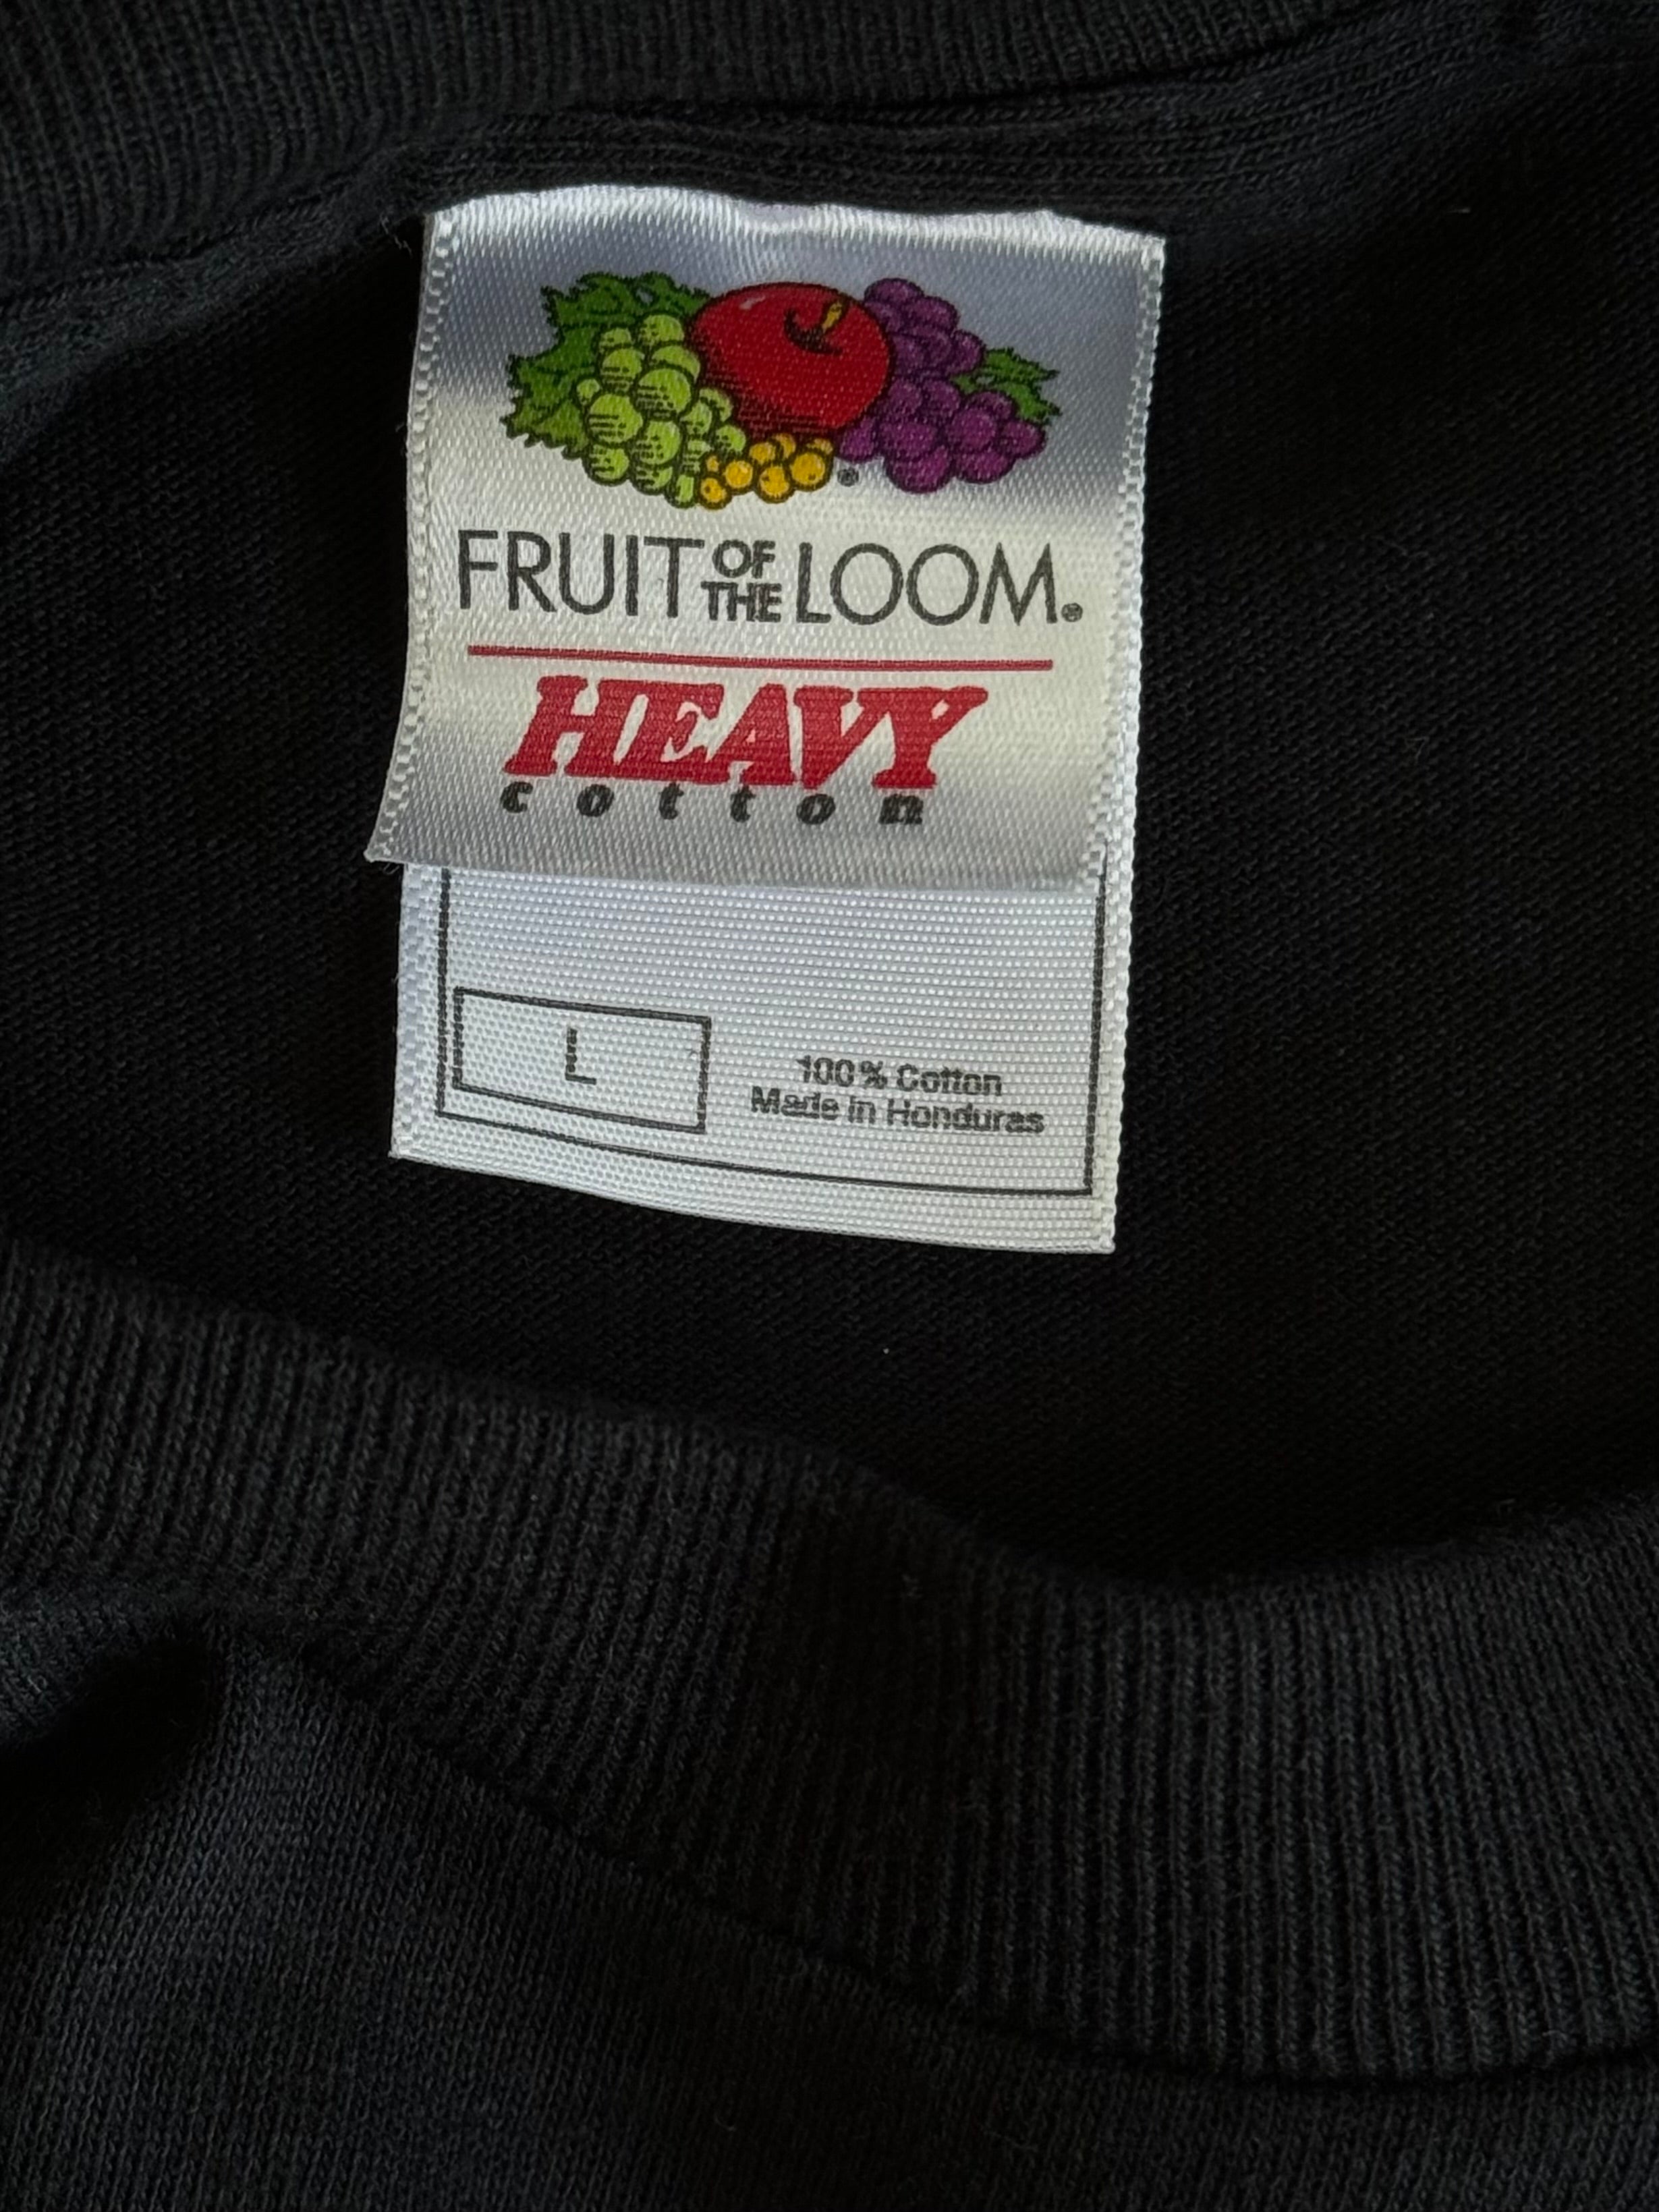 FRUIT OF THE LOOM®
HEAVY
cotton
L
100% Cotton
Made in Honduras